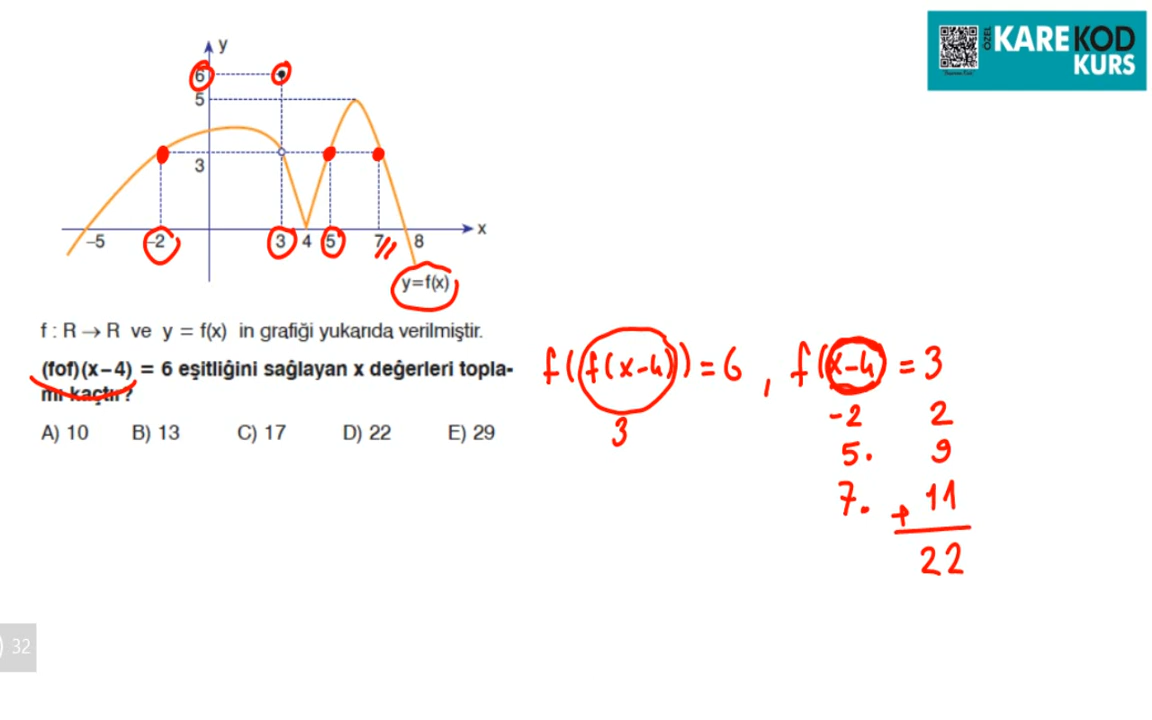 ÖZEL KAREKOD
KURS
y
6
5
3
-5 -2 3 4 5 7 8 x
y=f(x)
f : R → R ve y = f(x) in grafiği yukarıda verilmiştir.
(fof)(x-4) = 6 eşitliğini sağlayan x değerleri topla-
mı kaçtır?
A) 10 B) 13 C) 17 D) 22 E) 29
f(f(x-4)) = 6 , f(x-4) = 3
3
-2 2
5. 9
7. + 11
22
) 32